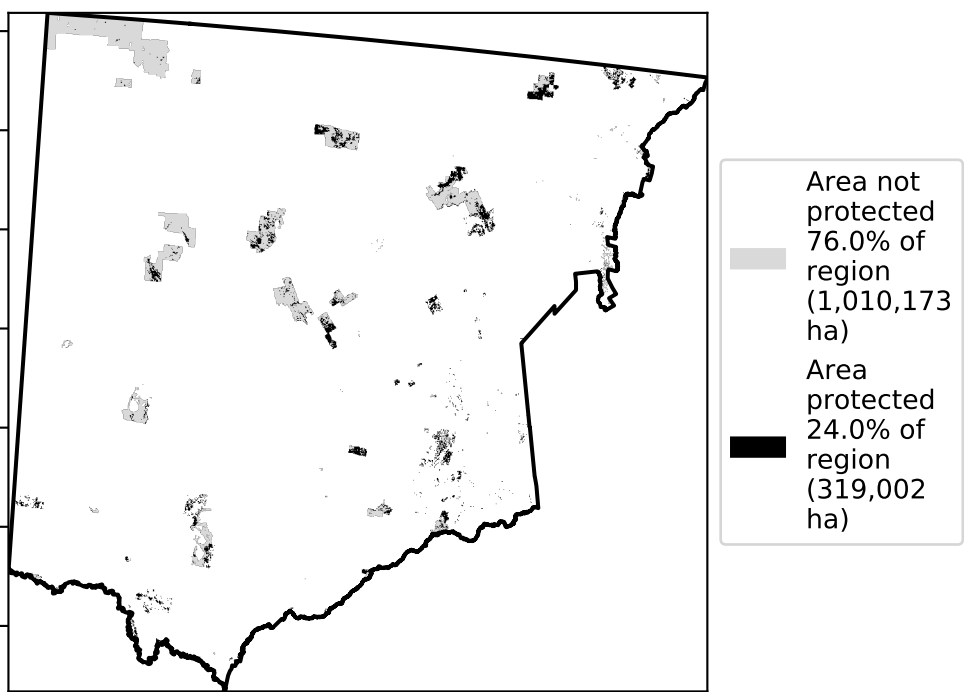 Area not
protected
76.0% of
region
(1,010,173
ha)
Area
protected
24.0% of
region
(319,002
ha)